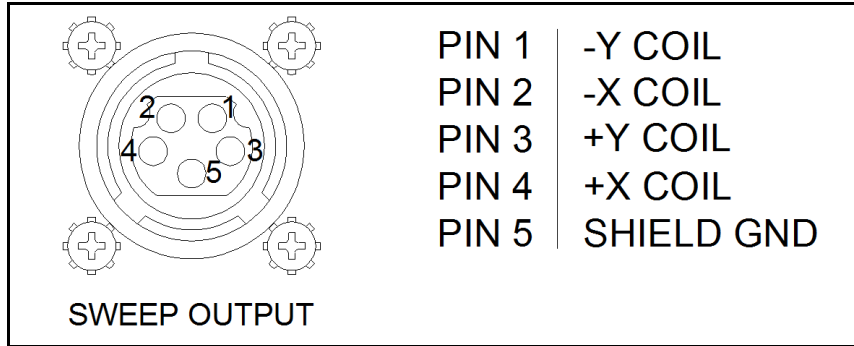 2 1
4 3
5
SWEEP OUTPUT
PIN 1 -Y COIL
PIN 2 -X COIL
PIN 3 +Y COIL
PIN 4 +X COIL
PIN 5 SHIELD GND